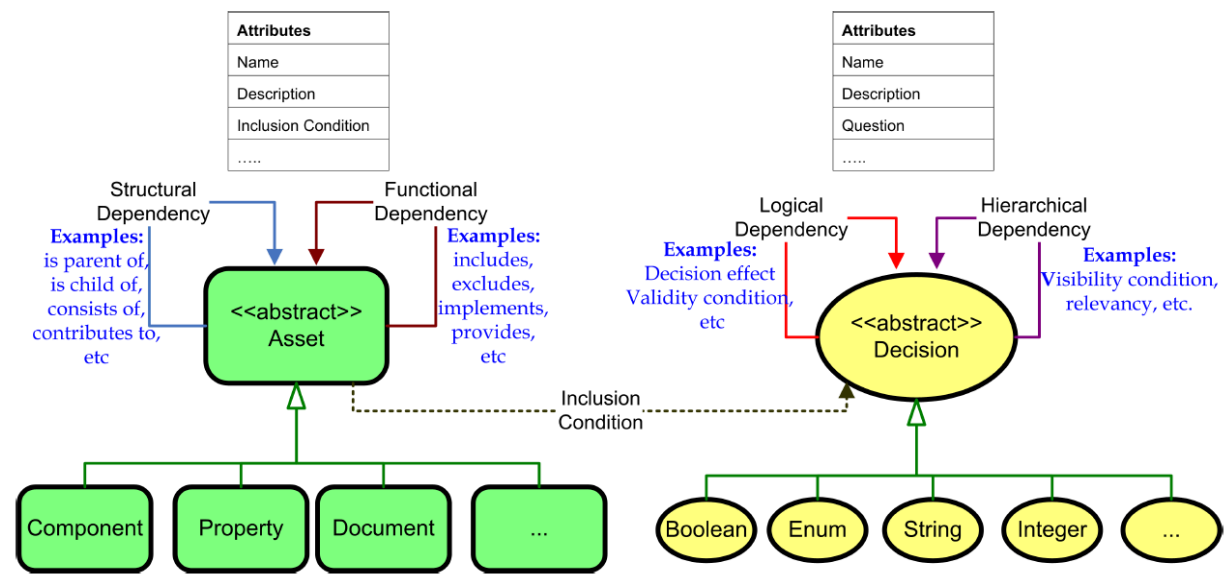 Attributes
Name
Description
Inclusion Condition
…..
Attributes
Name
Description
Question
…..
Structural
Dependency
Examples:
is parent of,
is child of,
consists of,
contributes to,
etc
Functional
Dependency
Examples:
includes,
excludes,
implements,
provides,
etc
<<abstract>>
Asset
Logical
Dependency
Examples:
Decision effect
Validity condition,
etc
Hierarchical
Dependency
Examples:
Visibility condition,
relevancy, etc.
<<abstract>>
Decision
Inclusion
Condition
Component
Property
Document
...
Boolean
Enum
String
Integer
...